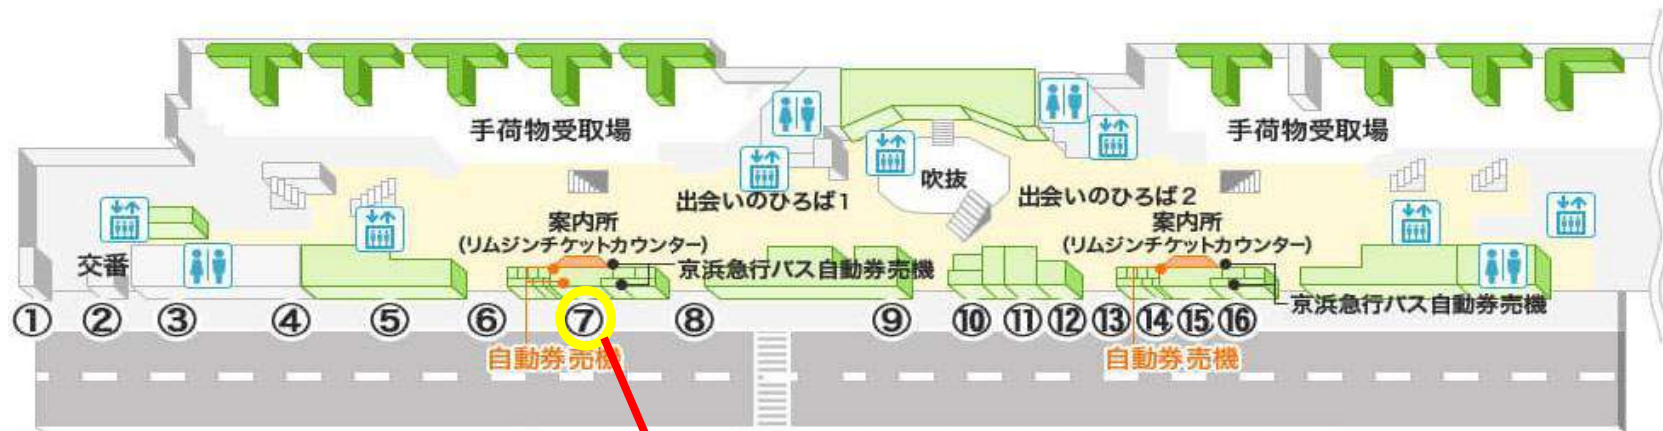 手荷物受取場
手荷物受取場
吹抜
出会いのひろば1
出会いのひろば2
案内所
(リムジンチケットカウンター)
案内所
(リムジンチケットカウンター)
交番
京浜急行バス自動券売機
京浜急行バス自動券売機
① ② ③ ④ ⑤ ⑥ ⑦ ⑧ ⑨ ⑩ ⑪ ⑫ ⑬ ⑭ ⑮ ⑯
自動券売機
自動券売機